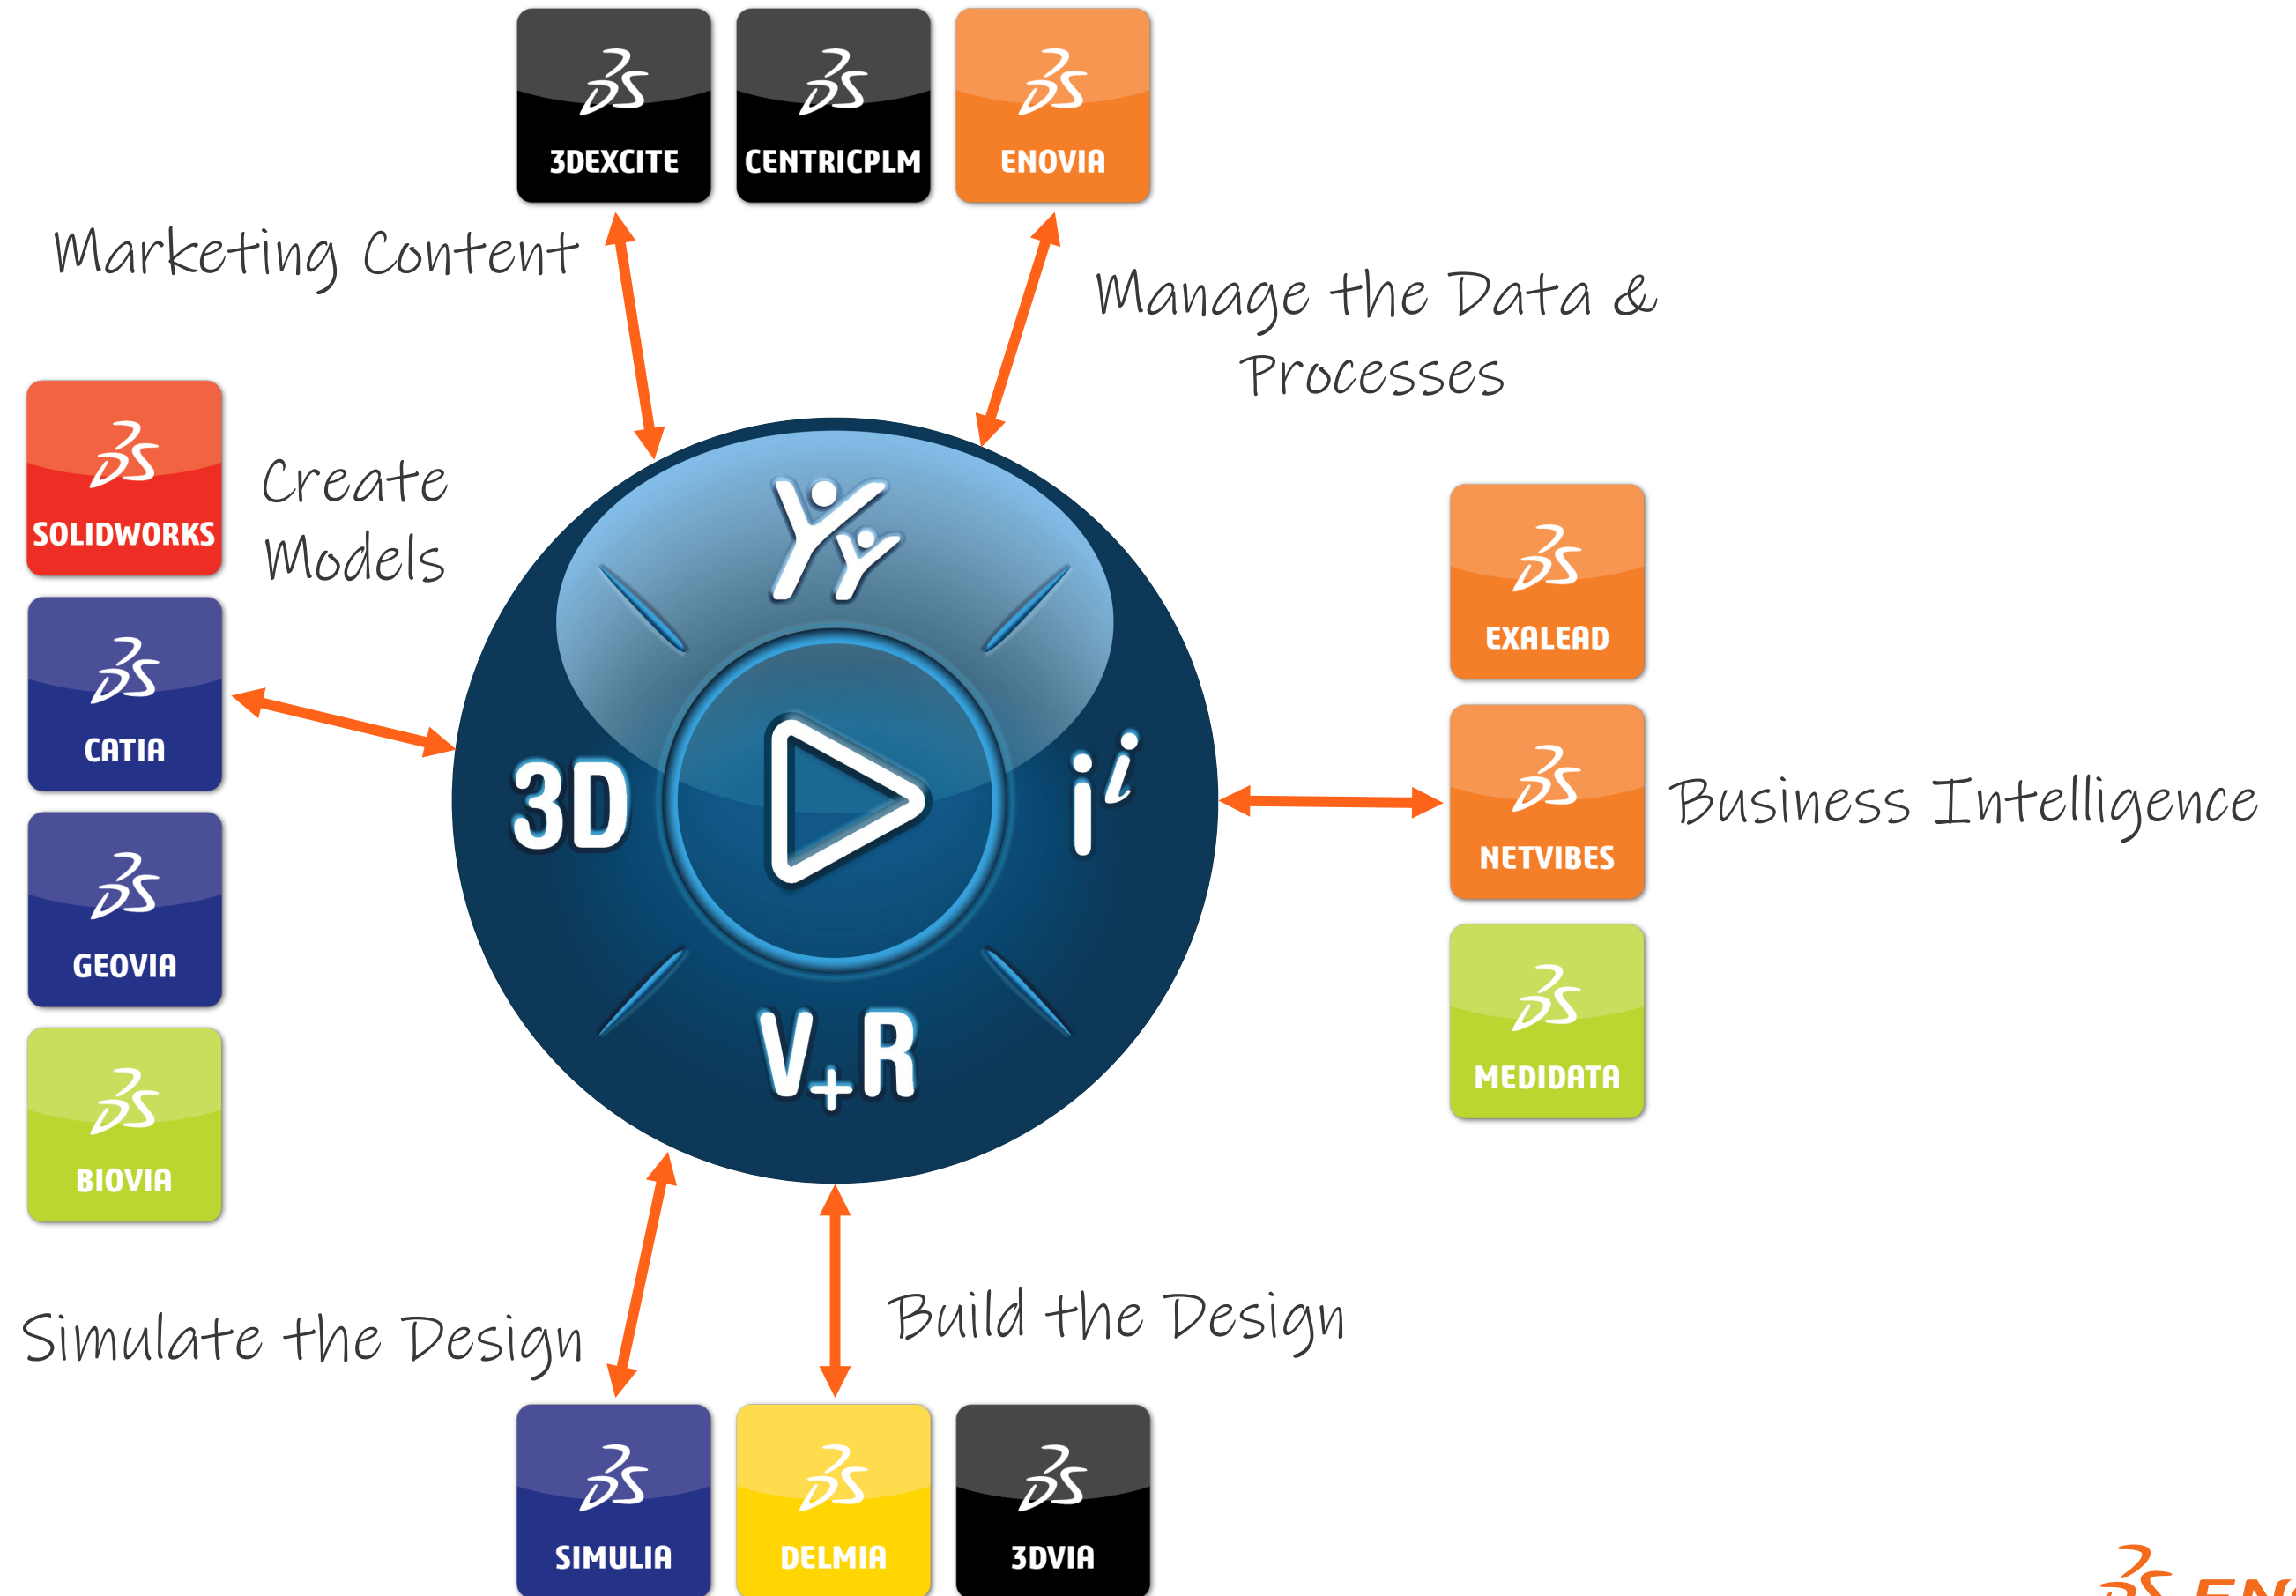 3DEXCITE
CENTRICPLM
ENOVIA
Marketing Content
Manage the Data &
Processes
SOLIDWORKS
Create
Models
CATIA
GEOVIA
BIOVIA
3D
i i
V+R
EXALEAD
NETVIBES
MEDIDATA
Business Intelligence
Simulate the Design
Build the Design
SIMULIA
DELMIA
3DVIA